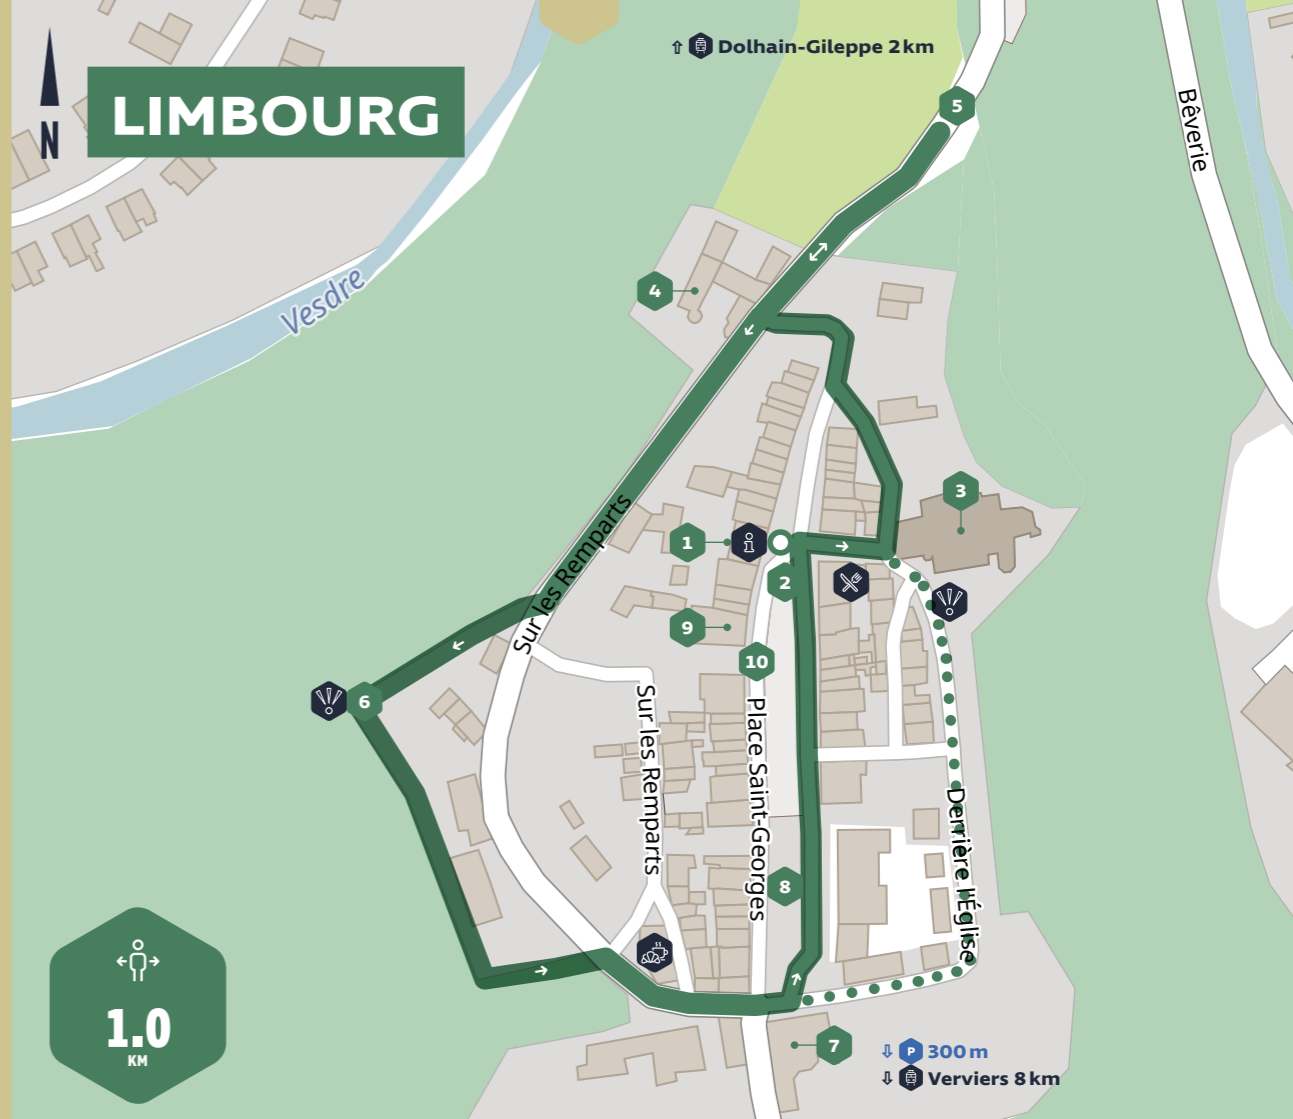 ⇧ Dolhain-Gileppe 2 km
LIMBOURG
N
5
Bêverie
Vesdre
4
3
Sur les Remparts
1
i
2
9
10
6
Sur les Remparts
Place Saint-Georges
Derrière l'Église
8
1.0
KM
7
⇩ P 300 m
⇩ Verviers 8 km